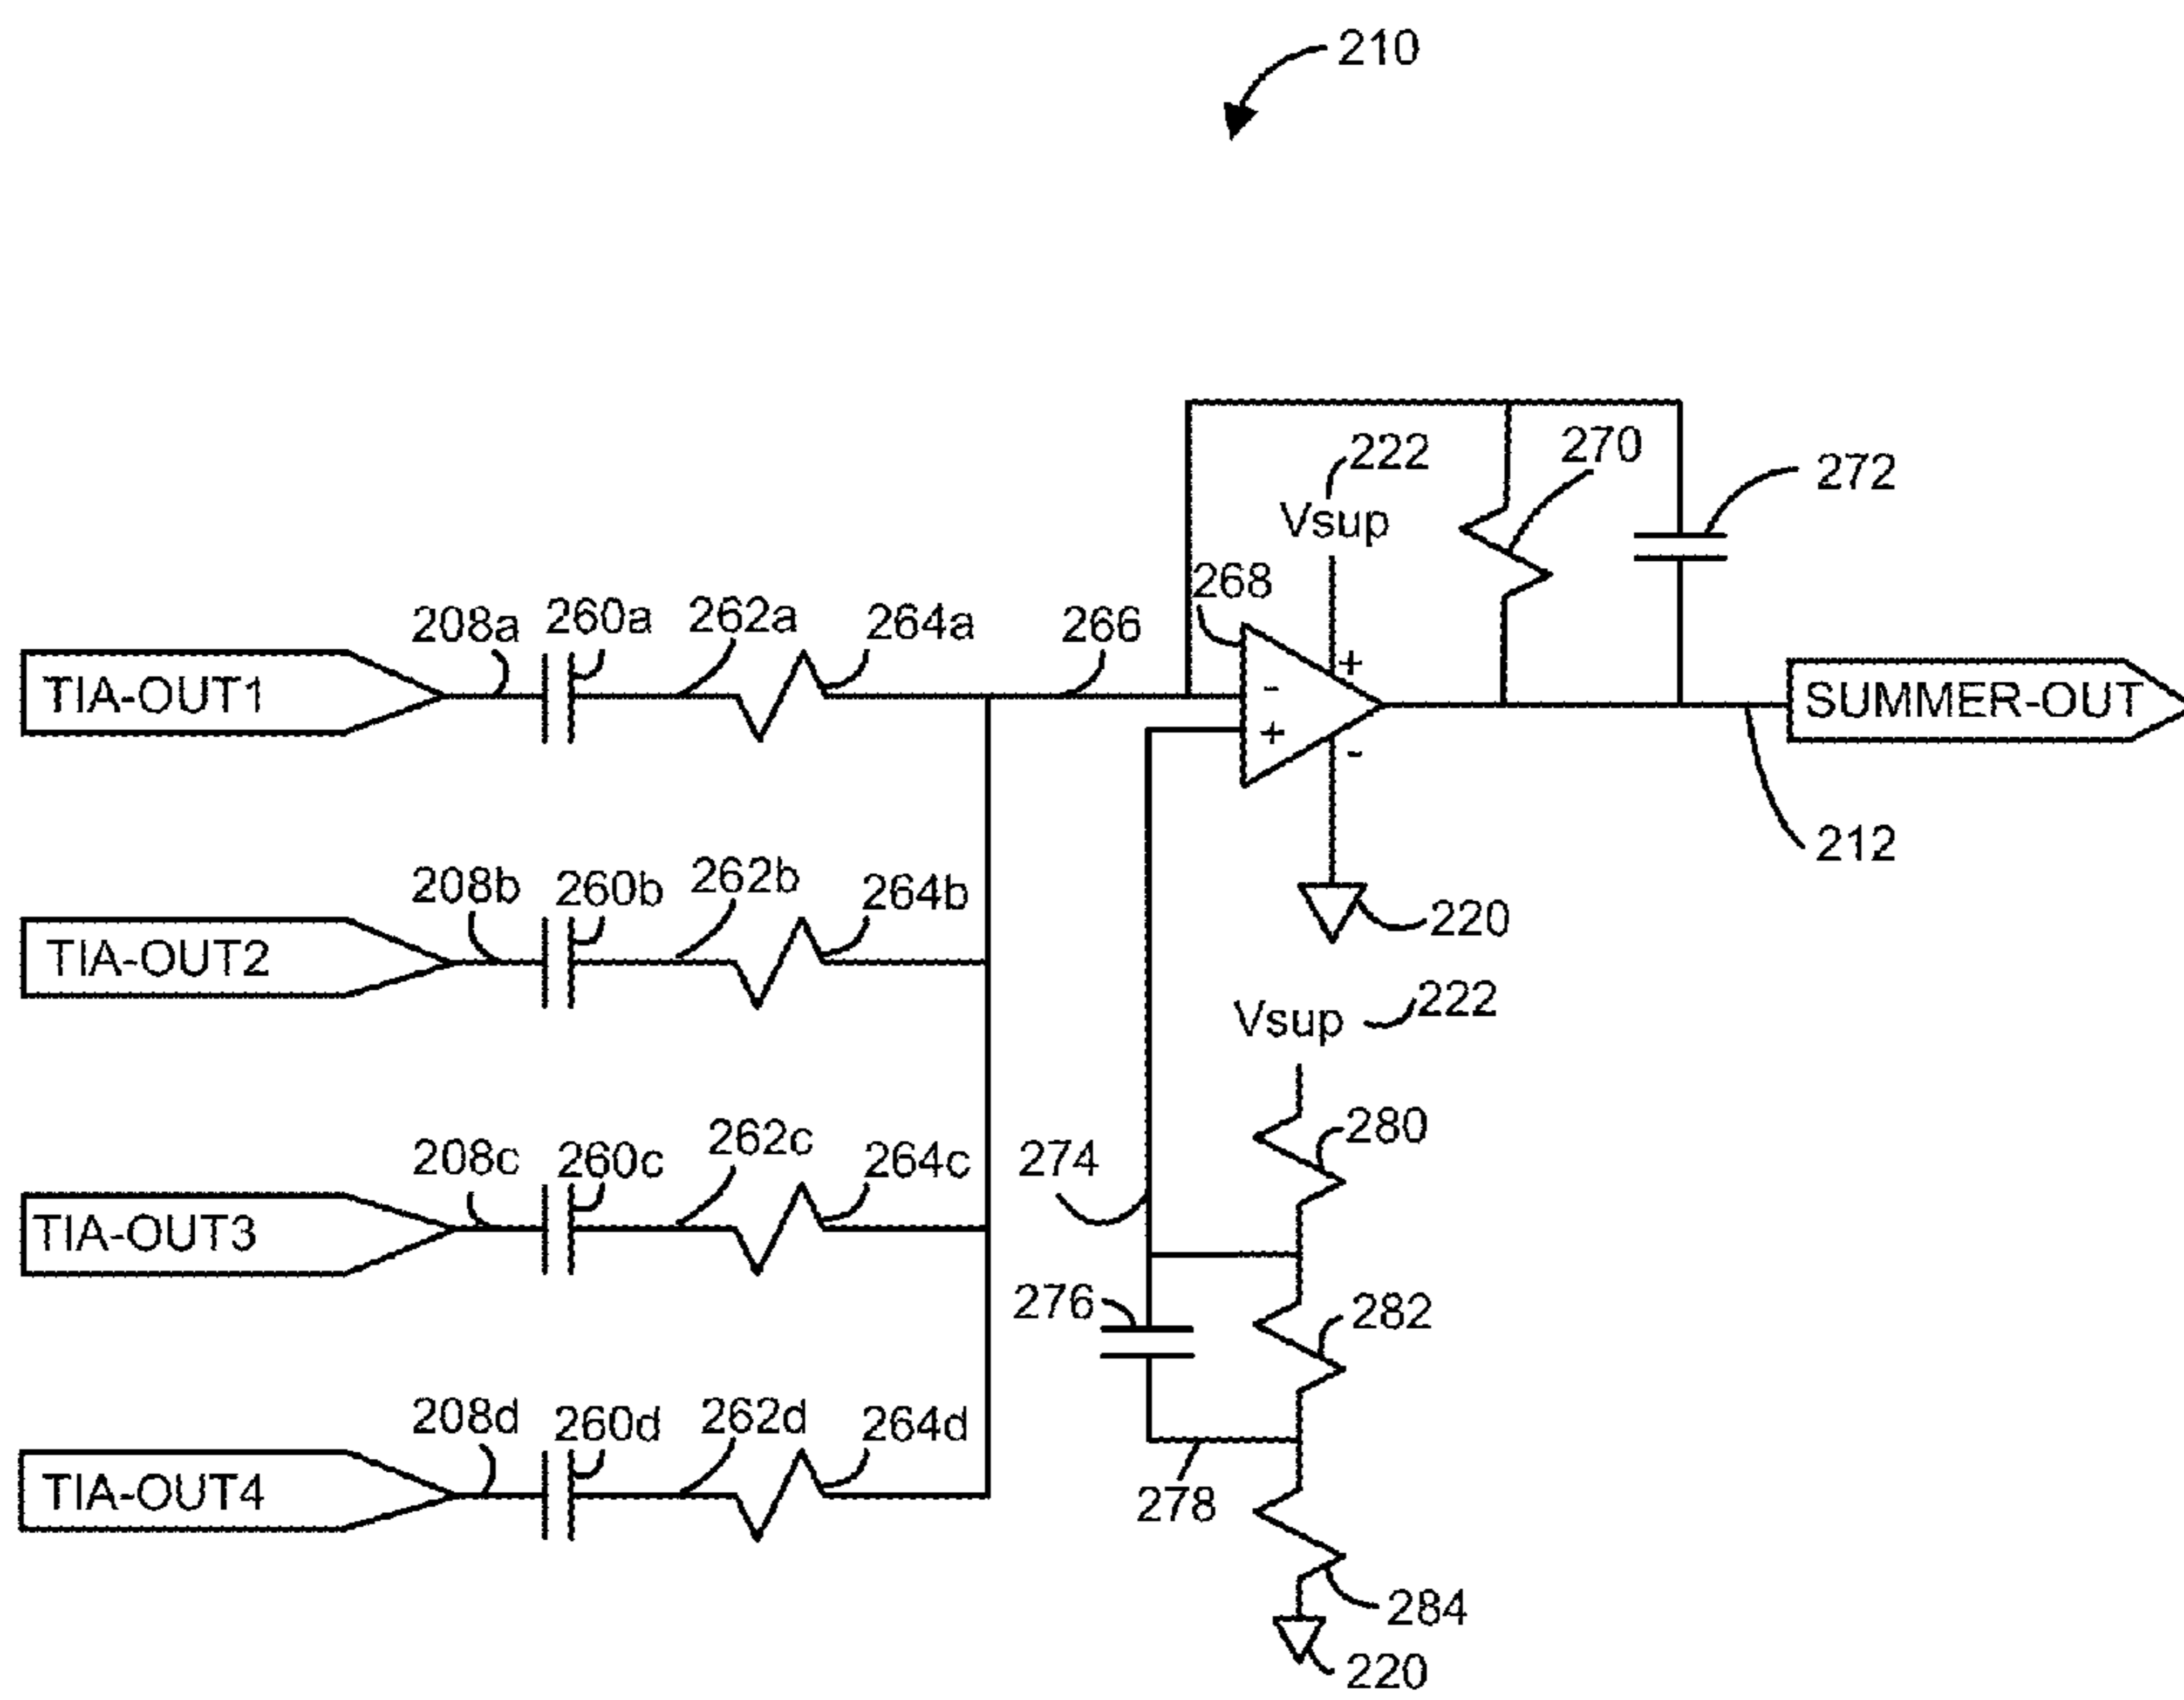 210
222
270
272
Vsup
268
208a
260a
262a
264a
266
+
TIA-OUT1
-
SUMMER-OUT
+
-
212
208b
260b
262b
264b
220
TIA-OUT2
Vsup
222
208c
260c
262c
264c
274
280
TIA-OUT3
276
282
208d
260d
262d
264d
TIA-OUT4
278
284
220